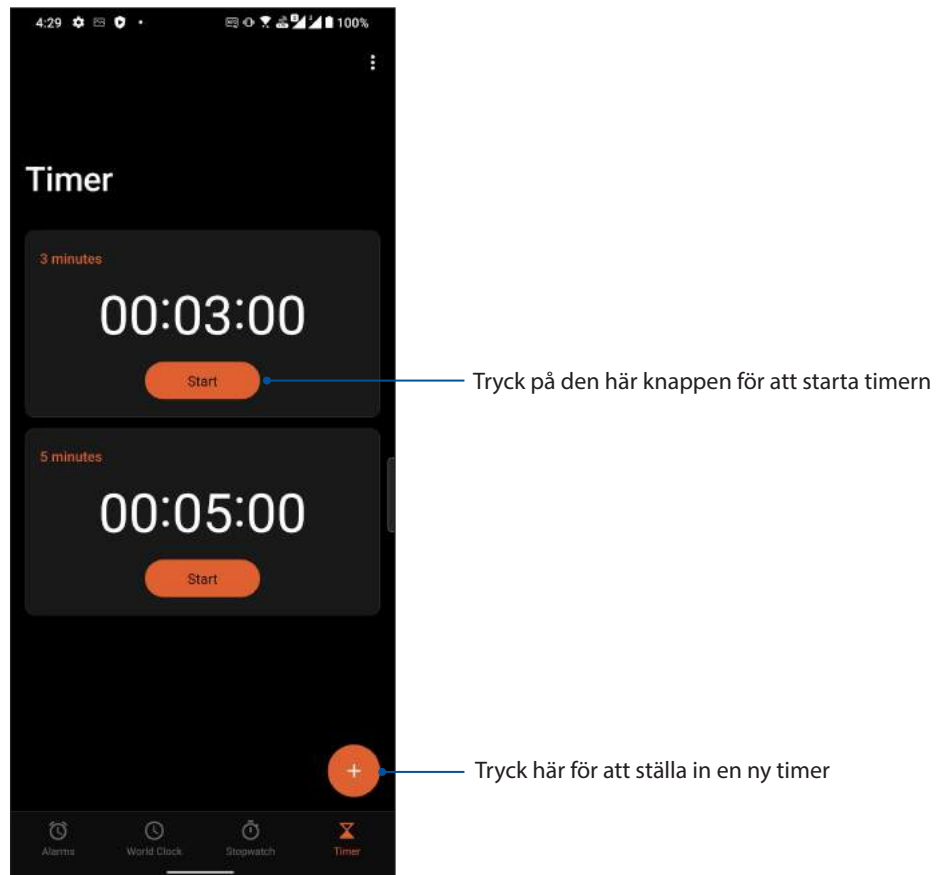 4:29
100%
Timer
3 minutes
00:03:00
Start
Tryck på den här knappen för att starta timern
5 minutes
00:05:00
Start
+
Tryck här för att ställa in en ny timer
Alarms
World Clock
Stopwatch
Timer